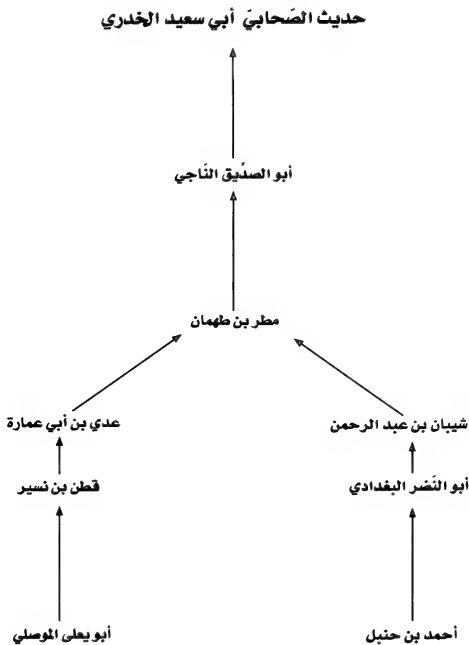 حديث الصّحابيّ أبي سعيد الخدري
أبو الصدِّيق النّاجي
مطر بن طهمان
شيبان بن عبد الرحمن
عدي بن أبي عمارة
أبو النّضر البغدادي
قطن بن نسير
أحمد بن حنبل
أبو يعلى الموصلي